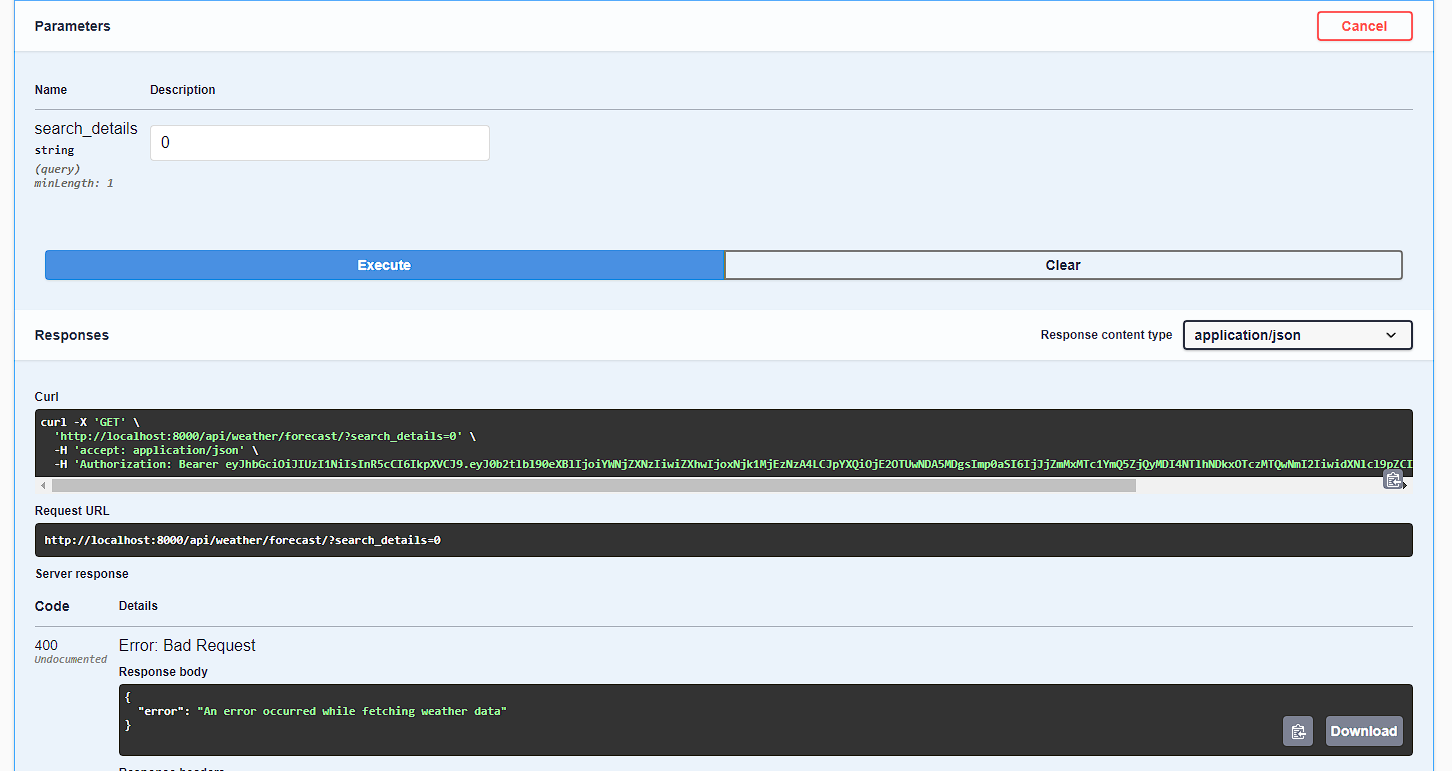 Parameters
Cancel
Name Description
search_details
0
string
(query)
minLength: 1
Execute
Clear
Responses
Response content type
application/json
Curl
curl -X 'GET' \
'http://localhost:8000/api/weather/forecast/?search_details=0' \
-H 'accept: application/json' \
-H 'Authorization: Bearer
Request URL
http://localhost:8000/api/weather/forecast/?search_details=0
Server response
Code Details
400
Undocumented
Error: Bad Request
Response body
{
"error": "An error occurred while fetching weather data"
}
Download
Response headers